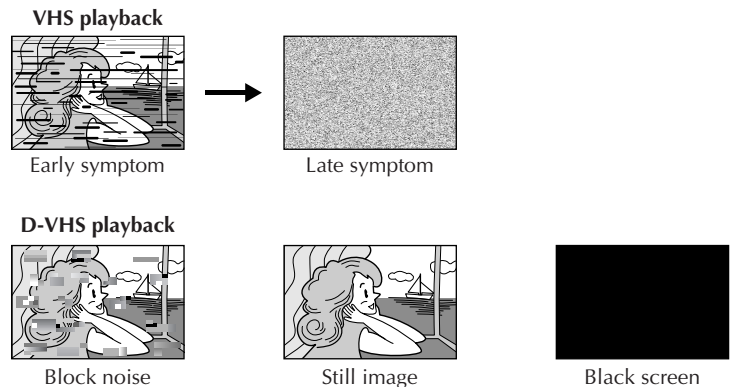 VHS playback
Early symptom
Late symptom
D-VHS playback
Block noise
Still image
Black screen